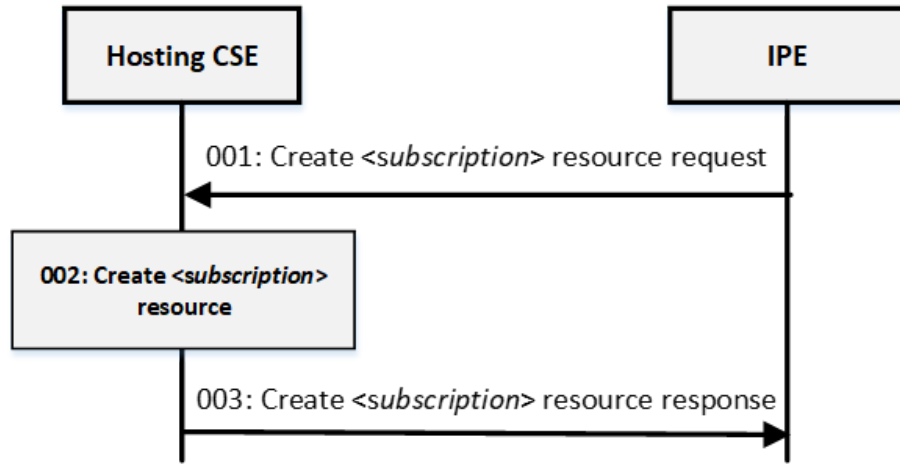 Hosting CSE
IPE
001: Create <subscription> resource request
002: Create <subscription>
resource
003: Create <subscription> resource response